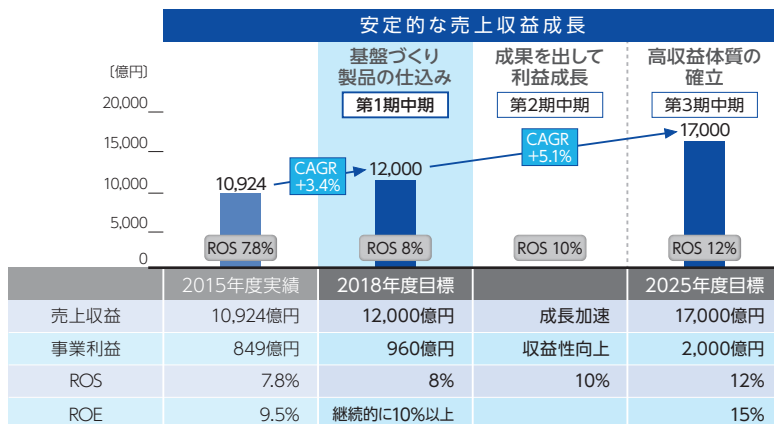 安定的な売上収益成長
基盤づくり
製品の仕込み
第1期中期
成果を出して
利益成長
第2期中期
高収益体質の
確立
第3期中期
〔億円〕
20,000
15,000
10,000
5,000
0
10,924
CAGR
+3.4%
12,000
CAGR
+5.1%
17,000
ROS 7.8%
ROS 8%
ROS 10%
ROS 12%
2015年度実績 2018年度目標 2025年度目標
売上収益 10,924億円 12,000億円 成長加速 17,000億円
事業利益 849億円 960億円 収益性向上 2,000億円
ROS 7.8% 8% 10% 12%
ROE 9.5% 継続的に10%以上 15%